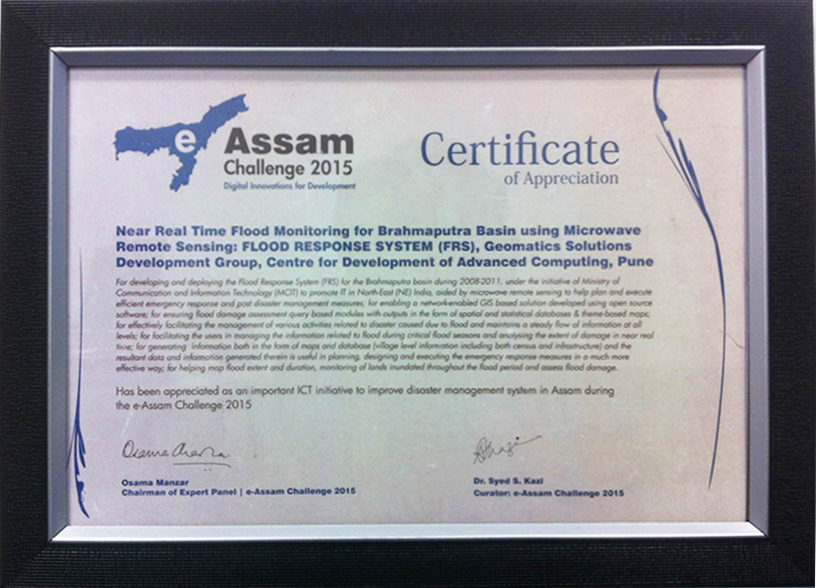 e Assam
Challenge 2015
Digital Innovations for Development
Certificate
of Appreciation
Near Real Time Flood Monitoring for Brahmaputra Basin using Microwave
Remote Sensing: FLOOD RESPONSE SYSTEM (FRS), Geomatics Solutions
Development Group, Centre for Development of Advanced Computing, Pune
For developing and deploying the Flood Response System (FRS) for the Brahmaputra basin during 2008-2011, under the initiative of Ministry of
Communication and Information Technology (MCIT) to promote IT in North-East (NE) India, aided by microwave remote sensing to help plan and execute
efficient emergency response and post disaster management measures; for enabling a network-enabled GIS based solution developed using open source
software; for ensuring flood damage assessment query based modules with outputs in the form of spatial and statistical databases & theme-based maps;
for effectively facilitating the management of various activities related to disaster caused due to flood and maintains a steady flow of information at all
levels; for facilitating the users in managing the information related to flood during critical flood seasons and analysing the extent of damage in near real
time; for generating information both in the form of maps and database (village level information including both census and infrastructure) and the
resultant data and information generated therein is useful in planning, designing and executing the emergency response measures in a much more
effective way; for helping map flood extent and duration, monitoring of lands inundated throughout the flood period and assess flood damage.
Has been appreciated as an important ICT initiative to improve disaster management system in Assam during
the e-Assam Challenge 2015
Osama Manzar
Chairman of Expert Panel | e-Assam Challenge 2015
Dr. Syed S. Kazi
Curator: e-Assam Challenge 2015